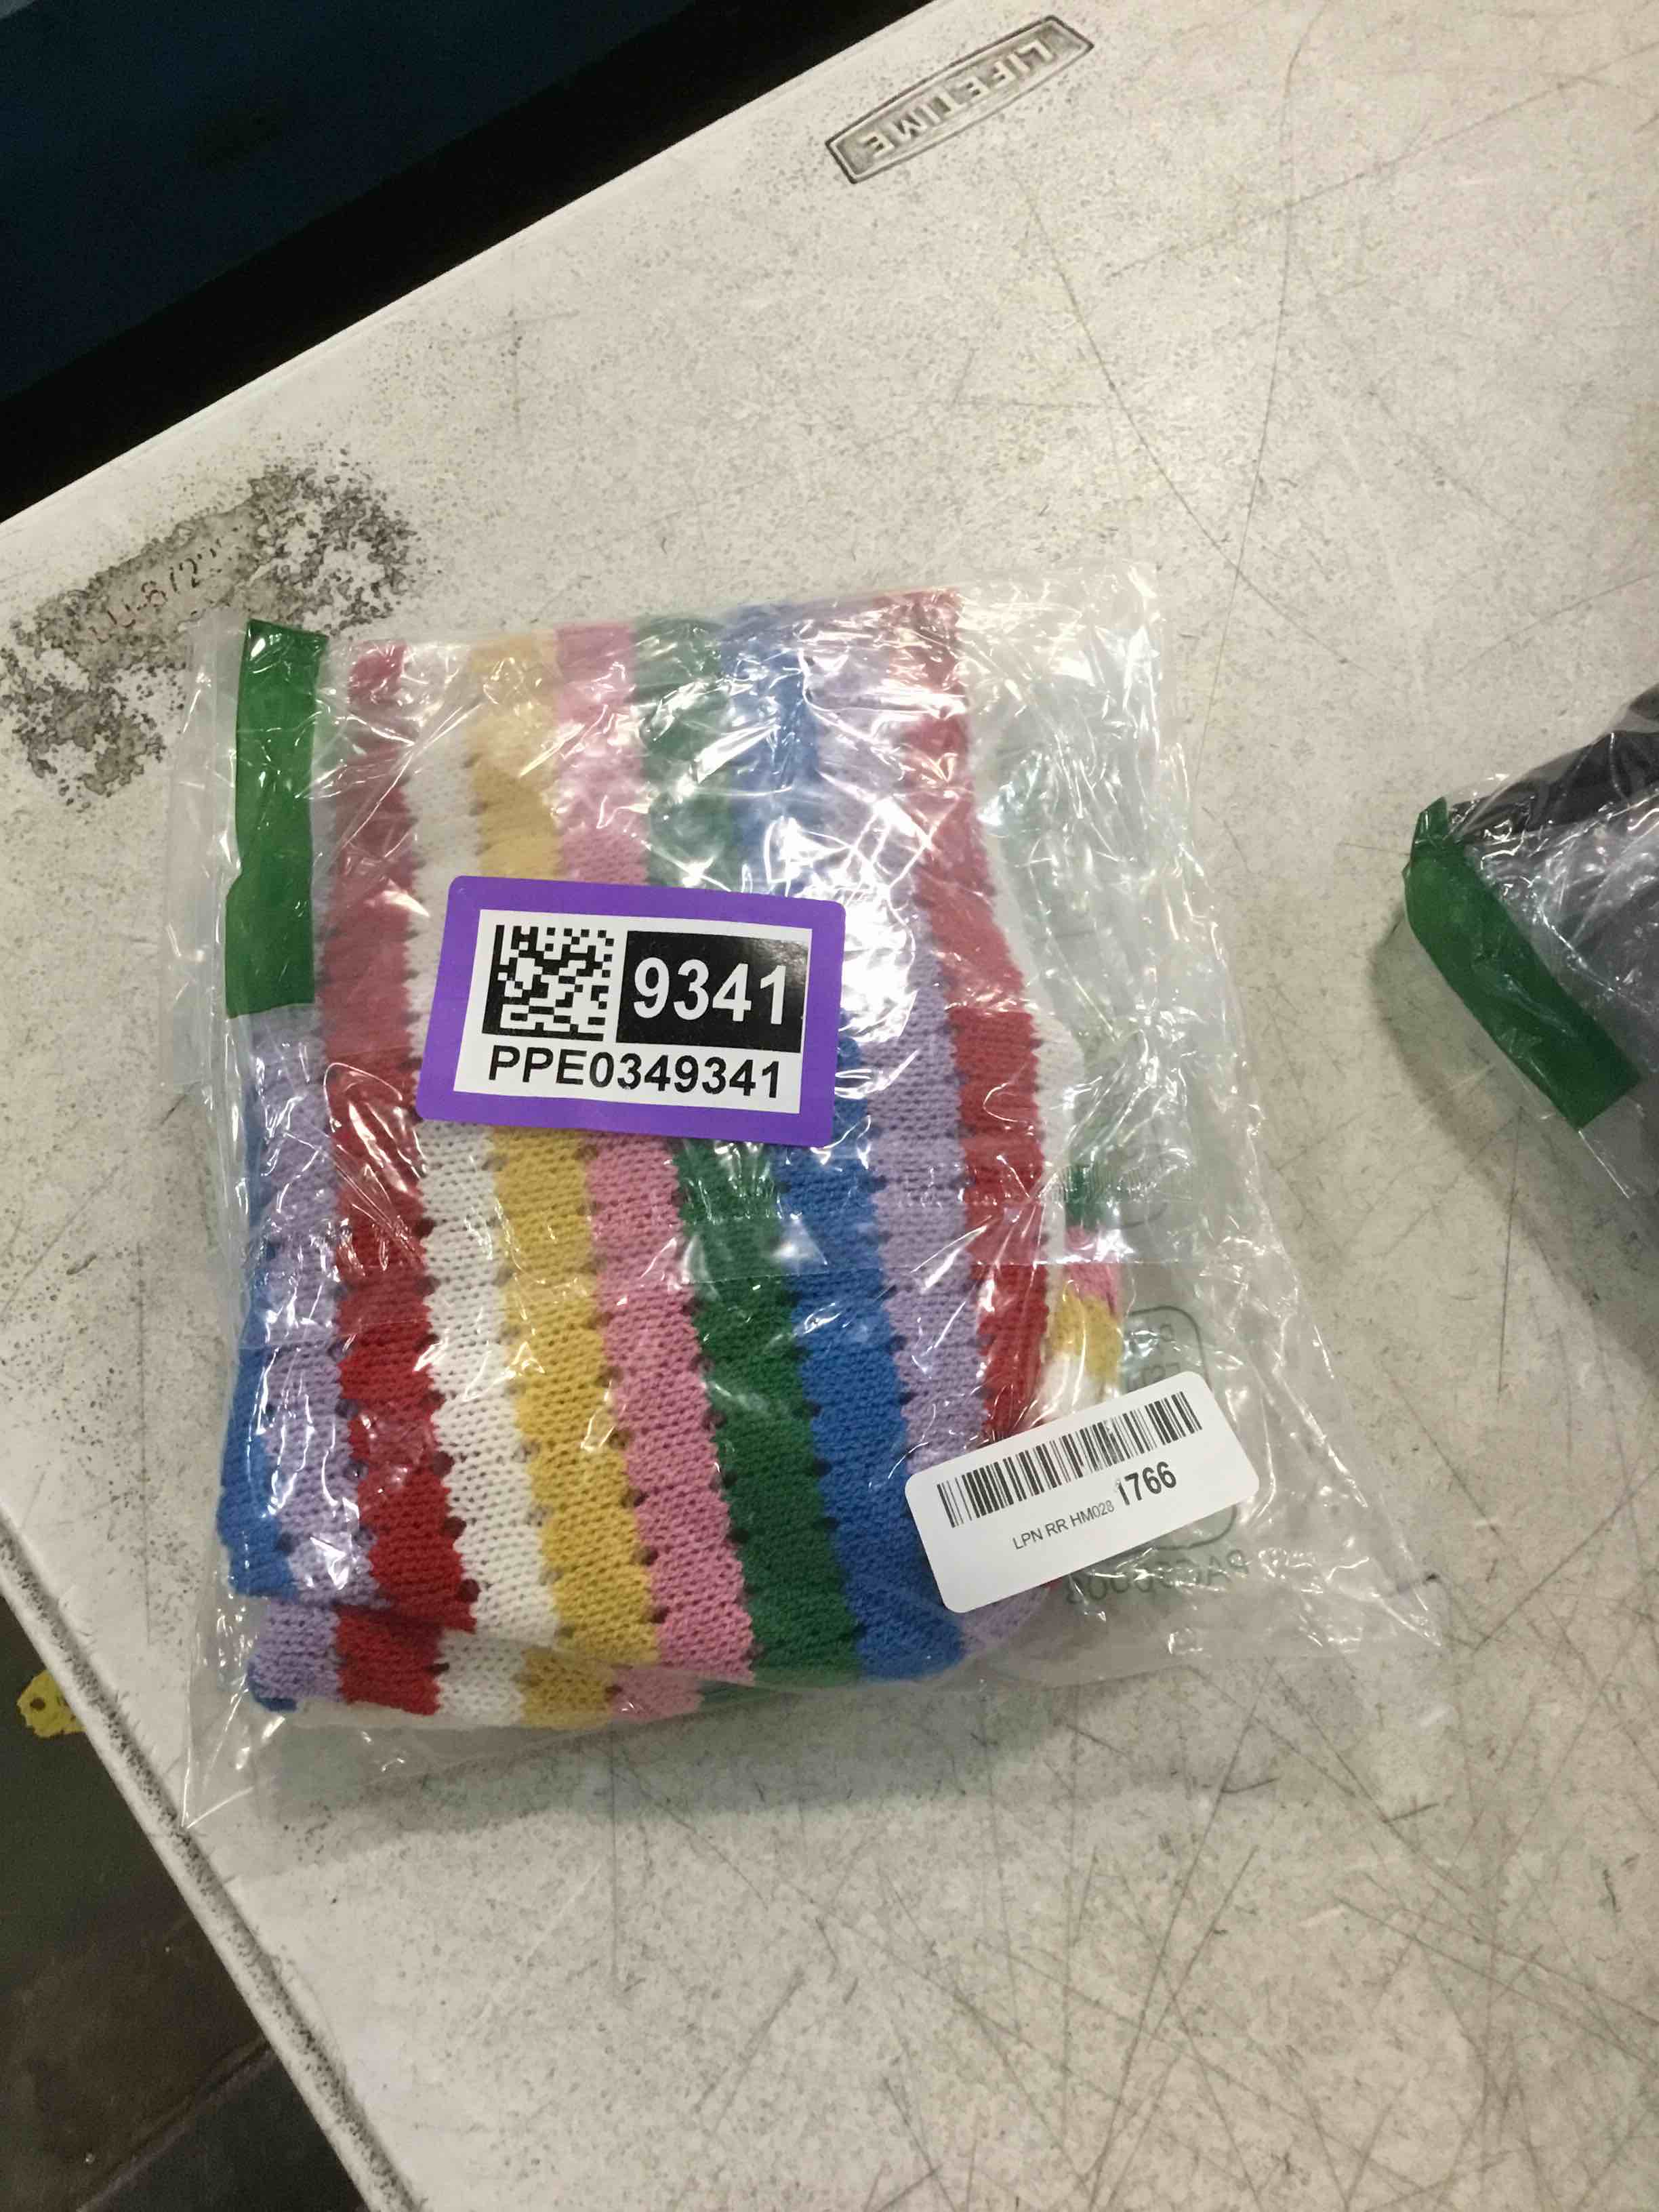 LIFETIME
9341
PPE0349341
LPN RR HM028 1766